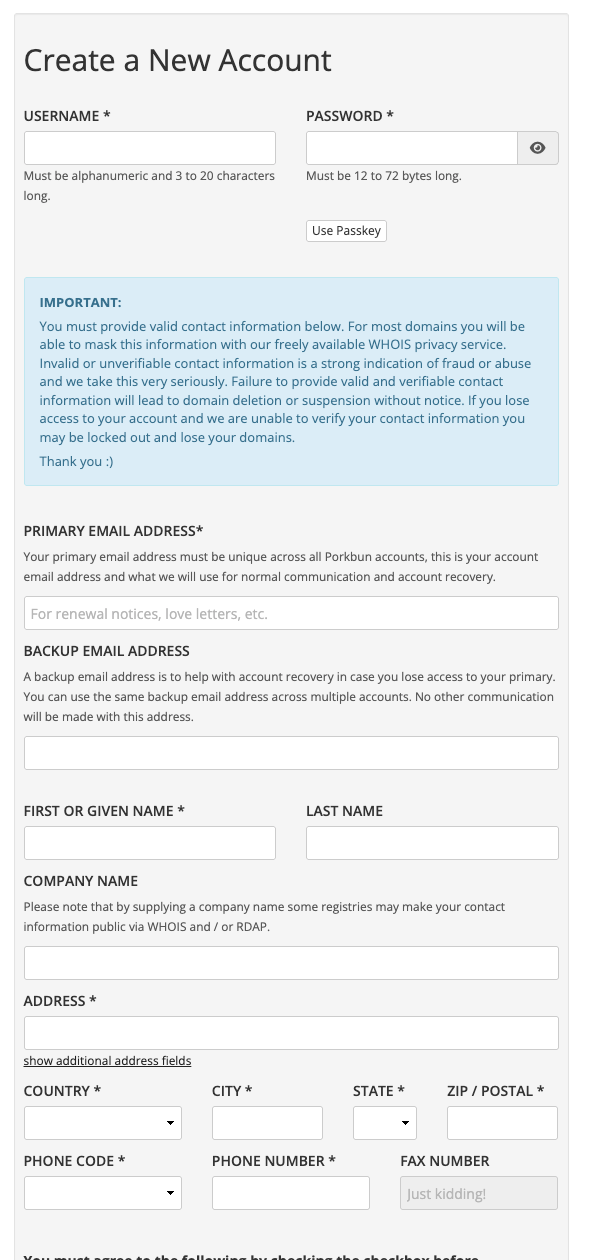 Create a New Account
USERNAME *
PASSWORD *
Must be alphanumeric and 3 to 20 characters
long.
Must be 12 to 72 bytes long.
Use Passkey
IMPORTANT:
You must provide valid contact information below. For most domains you will be
able to mask this information with our freely available WHOIS privacy service.
Invalid or unverifiable contact information is a strong indication of fraud or abuse
and we take this very seriously. Failure to provide valid and verifiable contact
information will lead to domain deletion or suspension without notice. If you lose
access to your account and we are unable to verify your contact information you
may be locked out and lose your domains.
Thank you :)
PRIMARY EMAIL ADDRESS*
Your primary email address must be unique across all Porkbun accounts, this is your account
email address and what we will use for normal communication and account recovery.
For renewal notices, love letters, etc.
BACKUP EMAIL ADDRESS
A backup email address is to help with account recovery in case you lose access to your primary.
You can use the same backup email address across multiple accounts. No other communication
will be made with this address.
FIRST OR GIVEN NAME *
LAST NAME
COMPANY NAME
Please note that by supplying a company name some registries may make your contact
information public via WHOIS and / or RDAP.
ADDRESS *
show additional address fields
COUNTRY *
CITY *
STATE *
ZIP / POSTAL *
PHONE CODE *
PHONE NUMBER *
FAX NUMBER
Just kidding!
You must agree to the following by checking the checkbox before